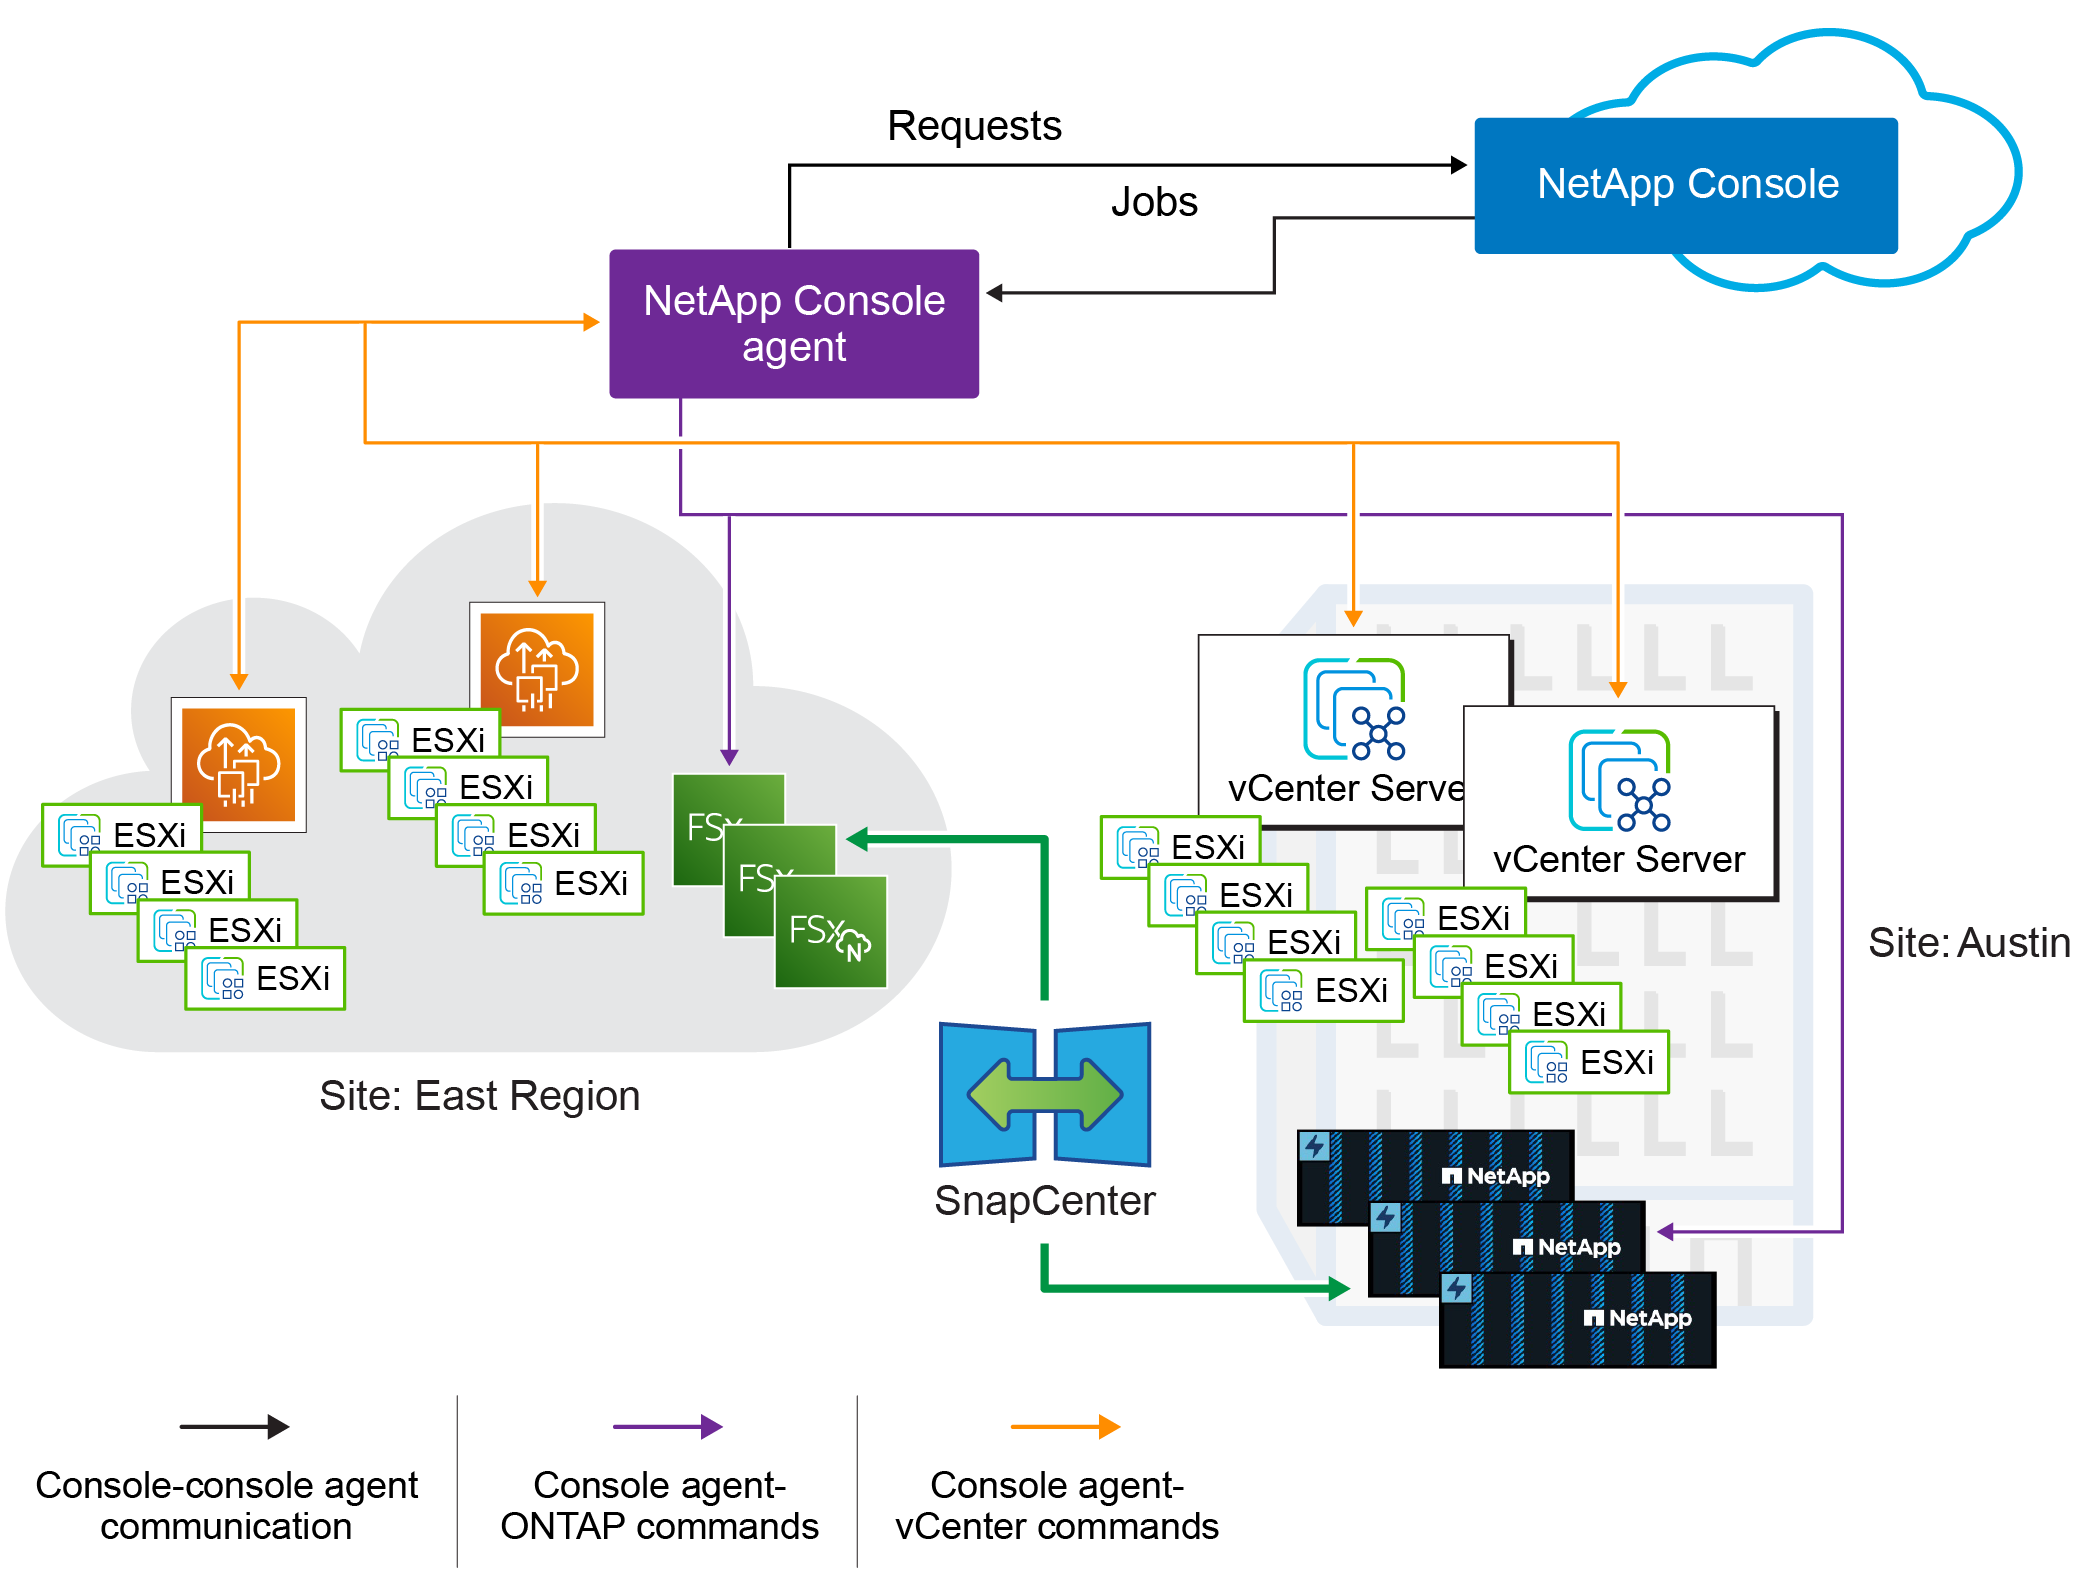 Requests
Jobs
NetApp Console
NetApp Console
agent
ESXi
ESXi
ESXi
ESXi
ESXi
ESXi
ESXi
ESXi
FSx
FSx
FSx
N
vCenter Serve
vCenter Server
ESXi
ESXi
ESXi
ESXi
ESXi
ESXi
ESXi
ESXi
Site: Austin
Site: East Region
SnapCenter
NetApp
NetApp
NetApp
Console-console agent
communication
Console agent-
ONTAP commands
Console agent-
vCenter commands